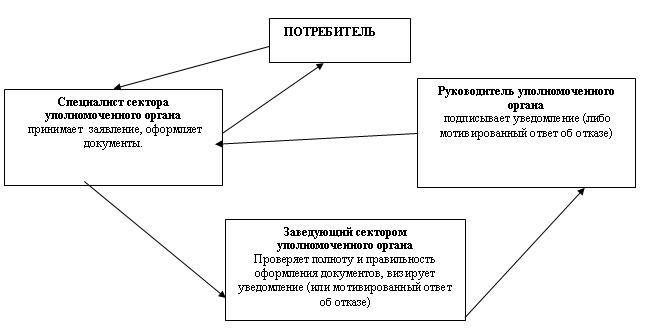 ПОТРЕБИТЕЛЬ
Специалист сектора
уполномоченного органа
принимает заявление, оформляет
документы.
Руководитель уполномоченного
органа
подписывает уведомление (либо
мотивированный ответ об отказе)
Заведующий сектором
уполномоченного органа
Проверяет полноту и правильность
оформления документов, визирует
уведомление (или мотивированный ответ
об отказе)